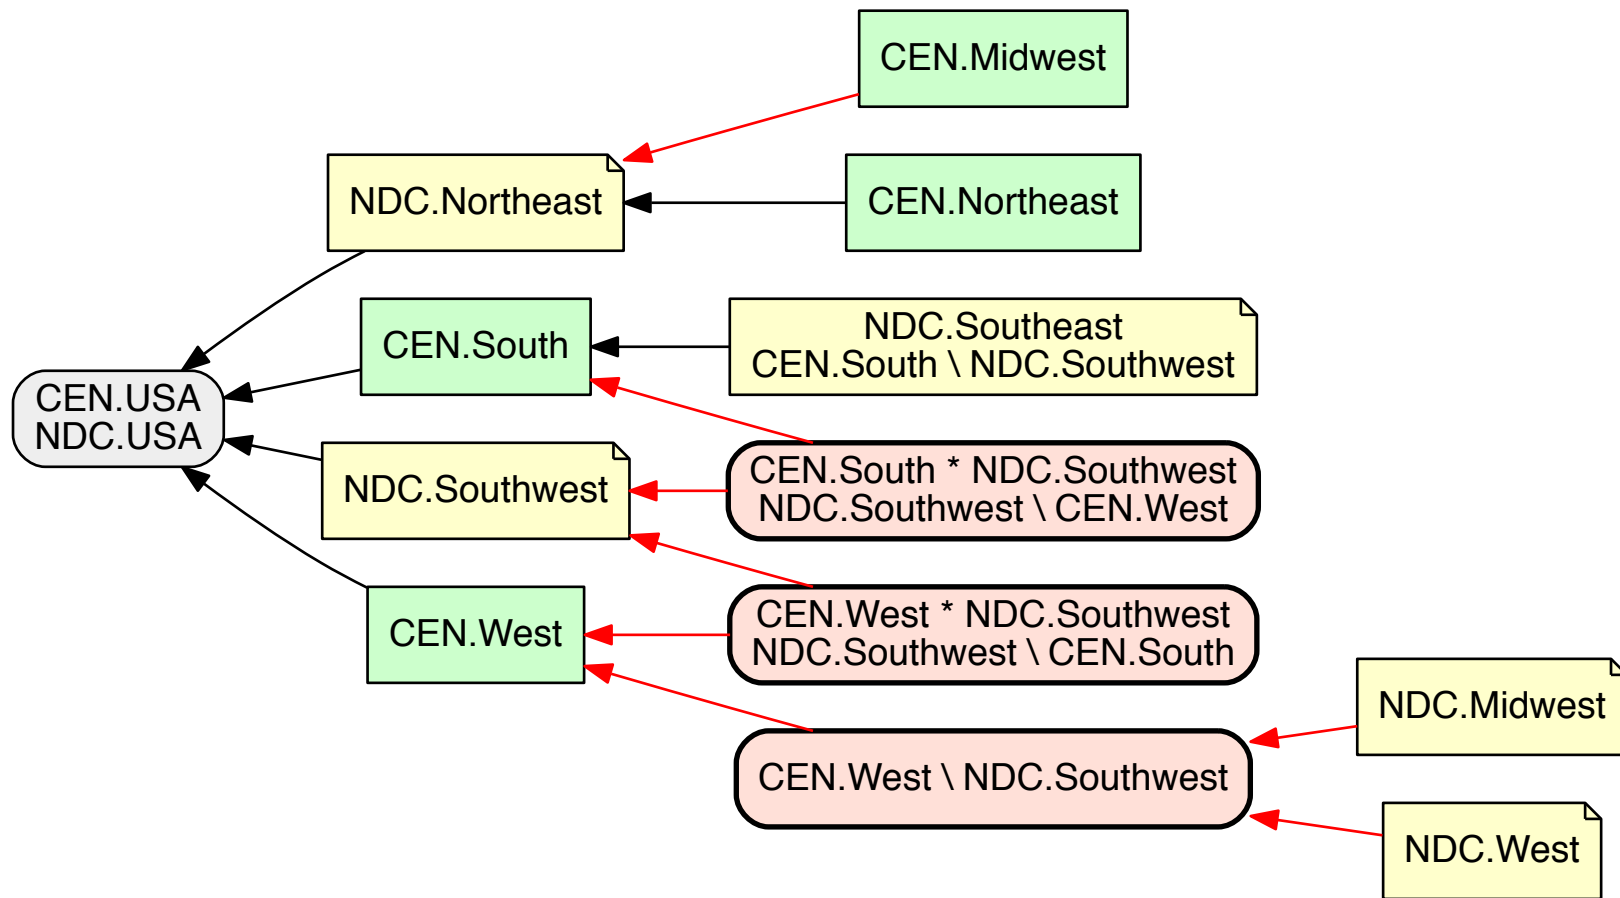 CEN.Midwest
NDC.Northeast
CEN.Northeast
CEN.South
NDC.Southeast
CEN.South \ NDC.Southwest
CEN.USA
NDC.USA
NDC.Southwest
CEN.South * NDC.Southwest
NDC.Southwest \ CEN.West
CEN.West
CEN.West * NDC.Southwest
NDC.Southwest \ CEN.South
NDC.Midwest
CEN.West \ NDC.Southwest
NDC.West